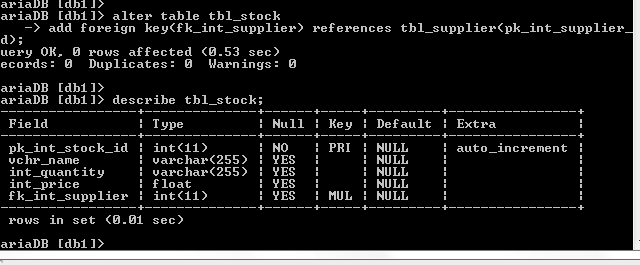 ariaDB [db1]>
ariaDB [db1]> alter table tbl_stock
-> add foreign key(fk_int_supplier) references tbl_supplier(pk_int_supplier_
d);
uery OK, 0 rows affected (0.53 sec)
ecords: 0  Duplicates: 0  Warnings: 0
ariaDB [db1]>
ariaDB [db1]> describe tbl_stock;
Field | Type | Null | Key | Default | Extra
pk_int_stock_id | int(11) | NO | PRI | NULL | auto_increment |
vchr_name | varchar(255) | YES | | NULL | |
int_quantity | varchar(255) | YES | | NULL | |
int_price | float | YES | | NULL | |
fk_int_supplier | int(11) | YES | MUL | NULL | |
rows in set (0.01 sec)
ariaDB [db1]>